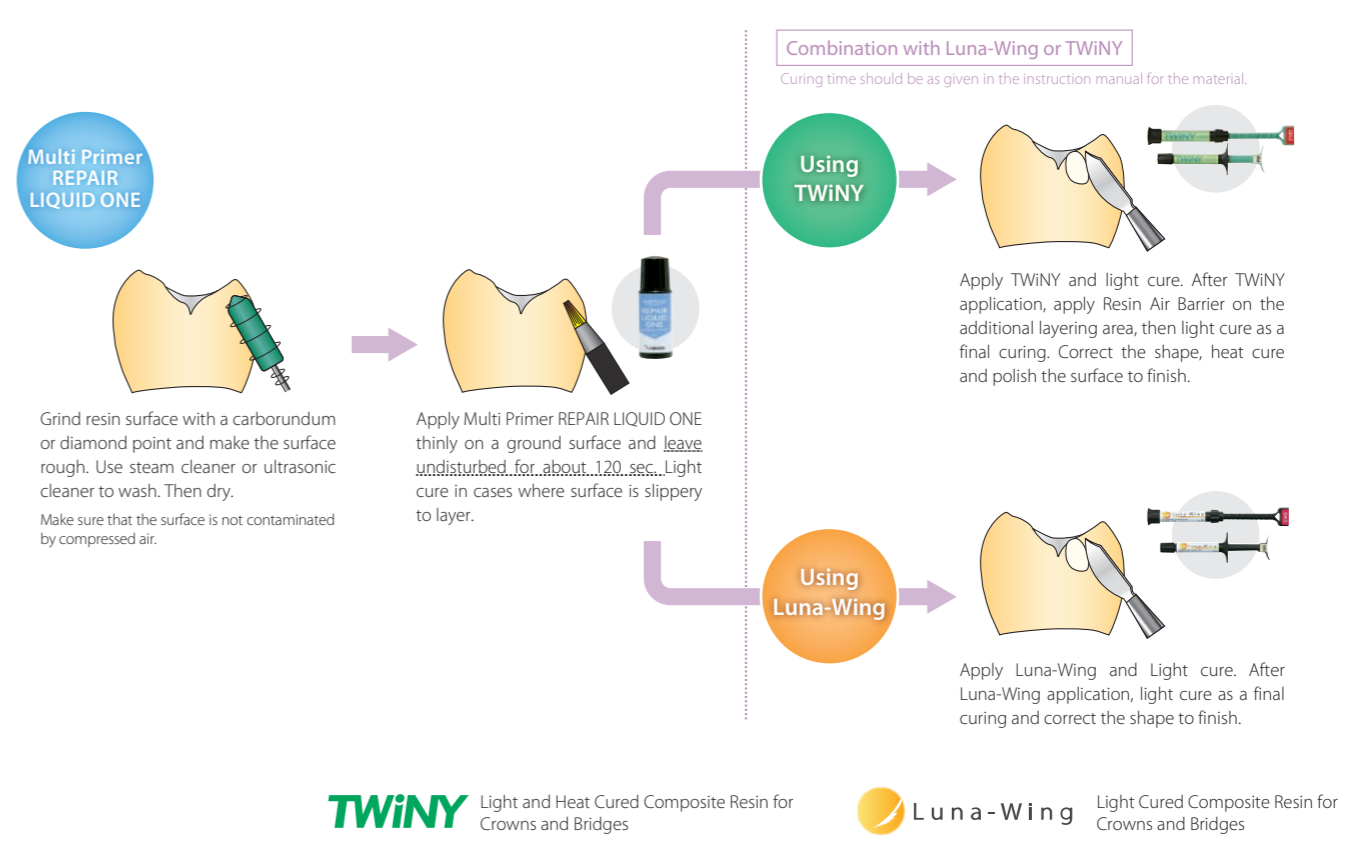 Combination with Luna-Wing or TWiNY
Curing time should be as given in the instruction manual for the material.
Multi Primer
REPAIR
LIQUID ONE
Grind resin surface with a carborundum
or diamond point and make the surface
rough. Use steam cleaner or ultrasonic
cleaner to wash. Then dry.
Make sure that the surface is not contaminated
by compressed air.
REPAIR
LIQUID
ONE
Apply Multi Primer REPAIR LIQUID ONE
thinly on a ground surface and leave
undisturbed for about 120 sec. Light
cure in cases where surface is slippery
to layer.
Using
TWiNY
TWiNY
TWiNY
Apply TWiNY and light cure. After TWiNY
application, apply Resin Air Barrier on the
additional layering area, then light cure as a
final curing. Correct the shape, heat cure
and polish the surface to finish.
Using
Luna-Wing
Luna-Wing
Luna-Wing
Apply Luna-Wing and Light cure. After
Luna-Wing application, light cure as a final
curing and correct the shape to finish.
TWiNY
Light and Heat Cured Composite Resin for
Crowns and Bridges
Luna-Wing
Light Cured Composite Resin for
Crowns and Bridges